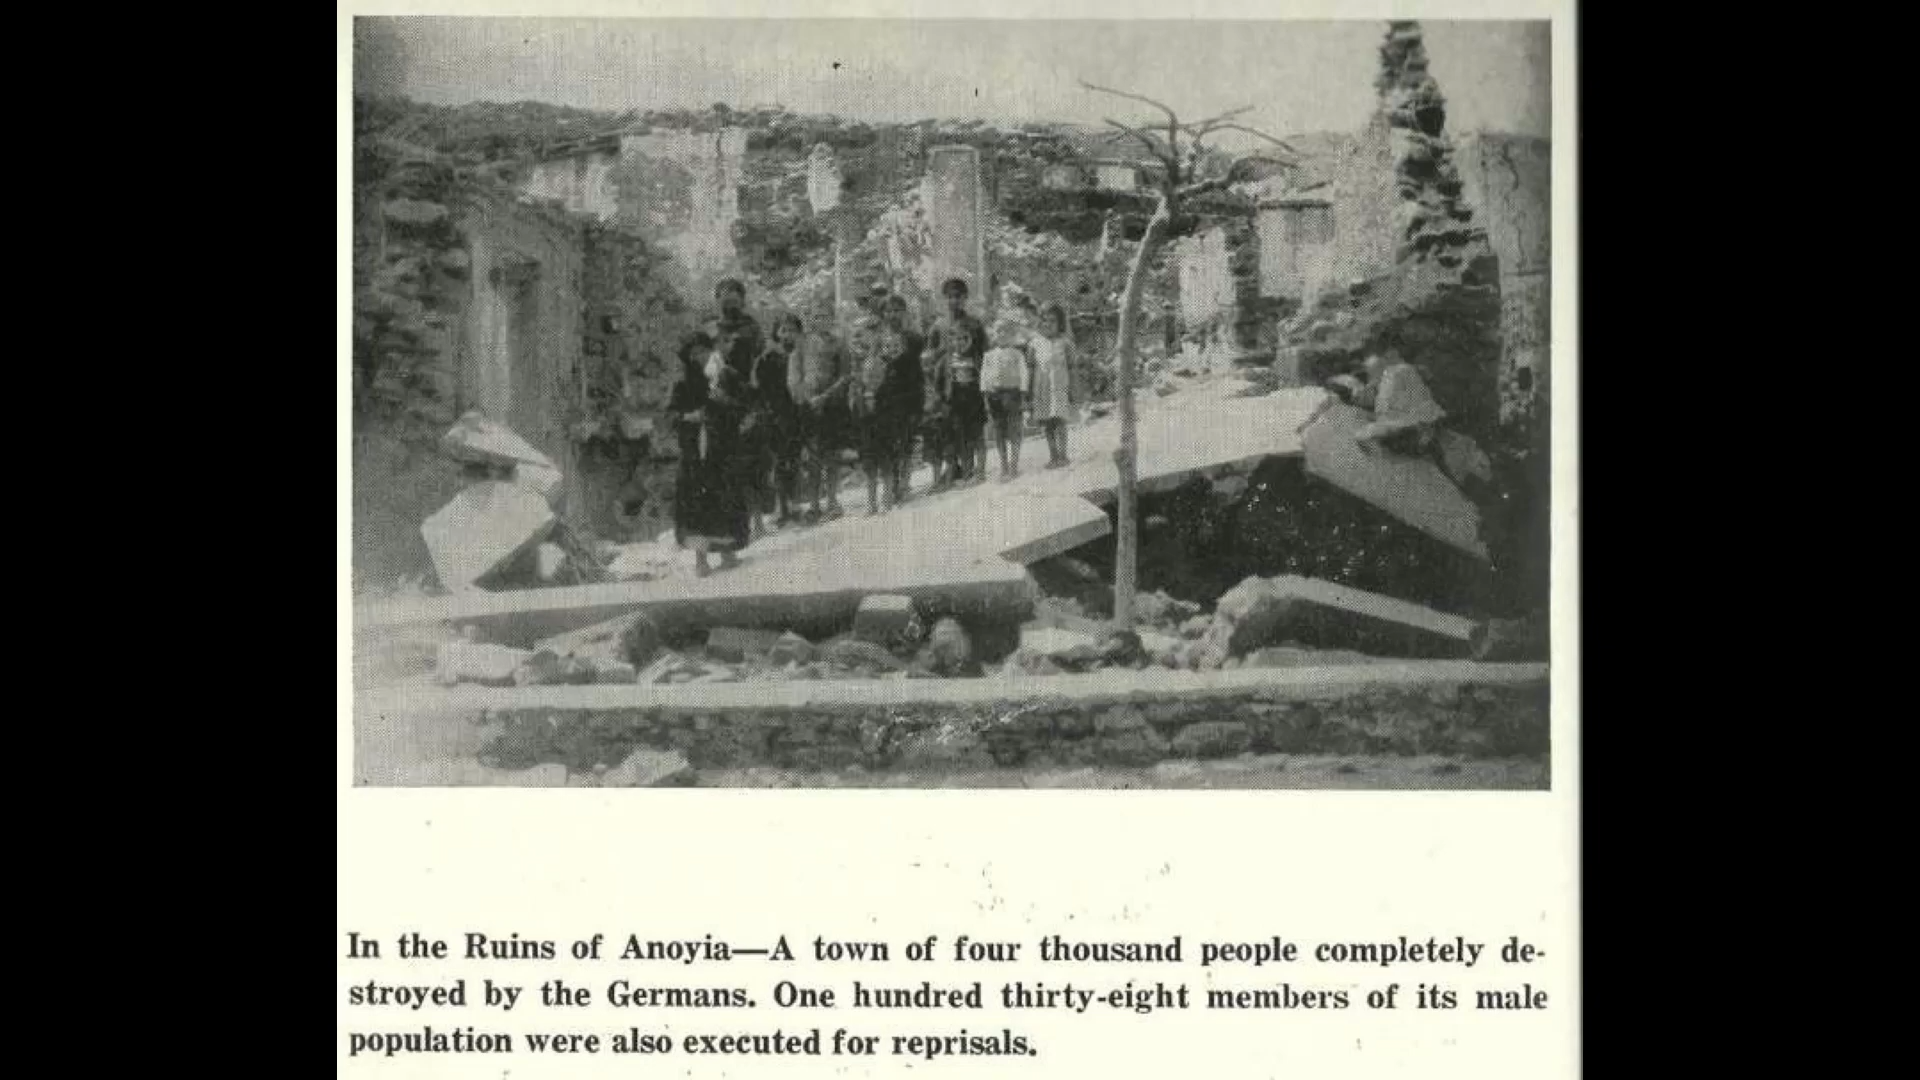 In the Ruins of Anoyia—A town of four thousand people completely de-
stroyed by the Germans. One hundred thirty-eight members of its male
population were also executed for reprisals.